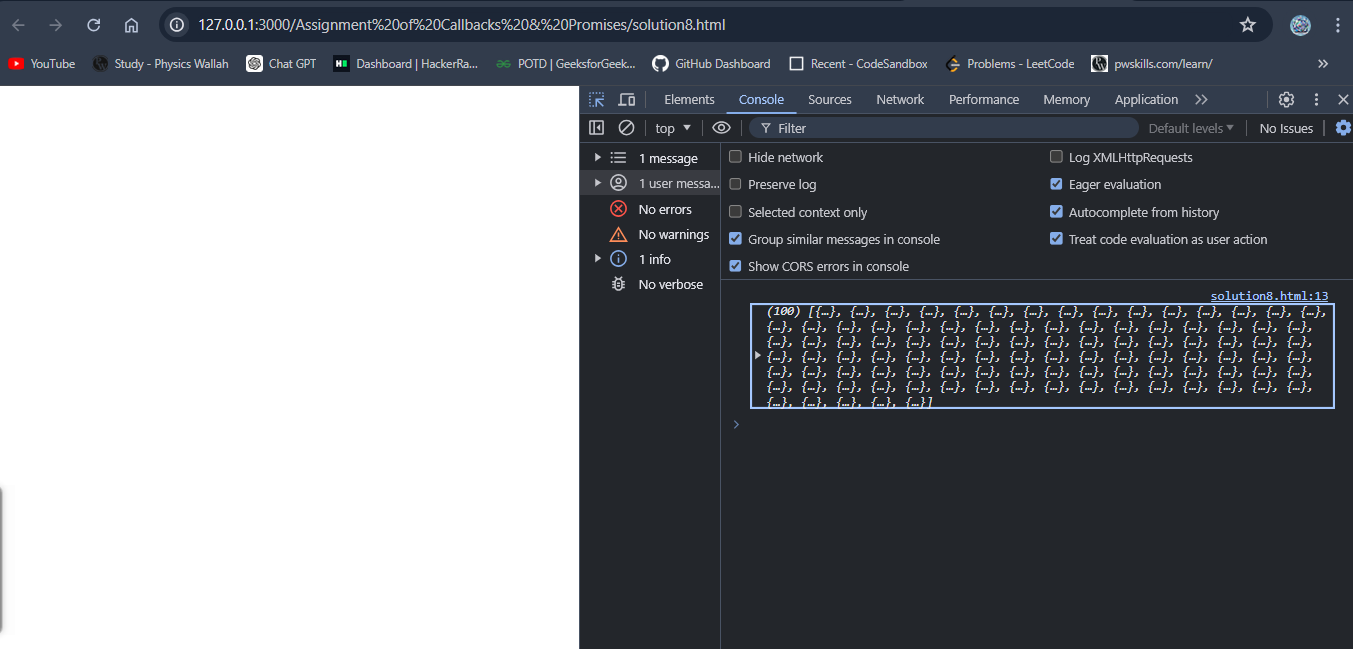 127.0.0.1:3000/Assignment%20of%20Callbacks%20&%20Promises/solution8.html
YouTube Study - Physics Wallah Chat GPT Dashboard | HackerRa... POTD | GeeksforGeek... GitHub Dashboard Recent - CodeSandbox Problems - LeetCode pwskills.com/learn/ »
Elements Console Sources Network Performance Memory Application
top Filter Default levels No Issues
1 message
1 user messa...
No errors
No warnings
1 info
No verbose
Hide network Log XMLHttpRequests
Preserve log Eager evaluation
Selected context only Autocomplete from history
Group similar messages in console Treat code evaluation as user action
Show CORS errors in console
solution8.html:13
(100) [{…}, {…}, {…}, {…}, {…}, {…}, {…}, {…}, {…}, {…}, {…}, {…}, {…}, {…}, {…},
{…}, {…}, {…}, {…}, {…}, {…}, {…}, {…}, {…}, {…}, {…}, {…}, {…}, {…}, {…}, {…},
{…}, {…}, {…}, {…}, {…}, {…}, {…}, {…}, {…}, {…}, {…}, {…}, {…}, {…}, {…}, {…},
{…}, {…}, {…}, {…}, {…}, {…}, {…}, {…}, {…}, {…}, {…}, {…}, {…}, {…}, {…}, {…},
{…}, {…}, {…}, {…}, {…}, {…}, {…}, {…}, {…}, {…}, {…}, {…}, {…}, {…}, {…}, {…},
{…}, {…}, {…}, {…}, {…}, {…}, {…}, {…}, {…}, {…}, {…}, {…}, {…}, {…}, {…}, {…},
{…}, {…}, {…}, {…}, {…}]